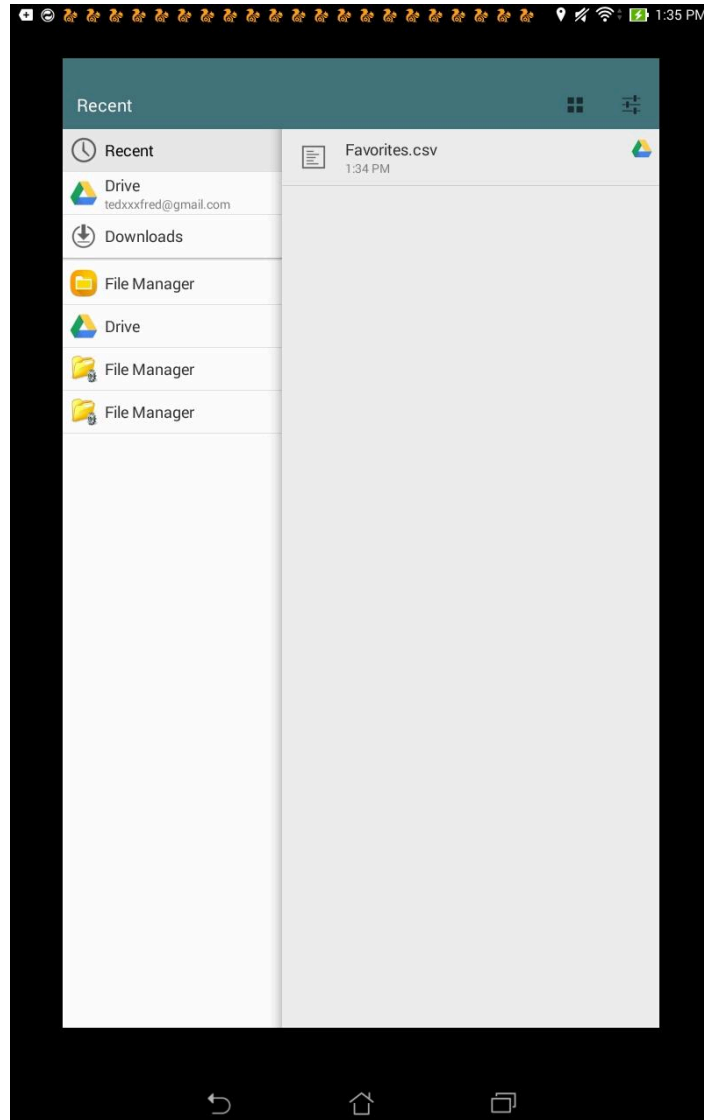 1:35 PM
Recent
Recent
Drive
tedxxxfred@gmail.com
Downloads
File Manager
Drive
File Manager
File Manager
Favorites.csv
1:34 PM